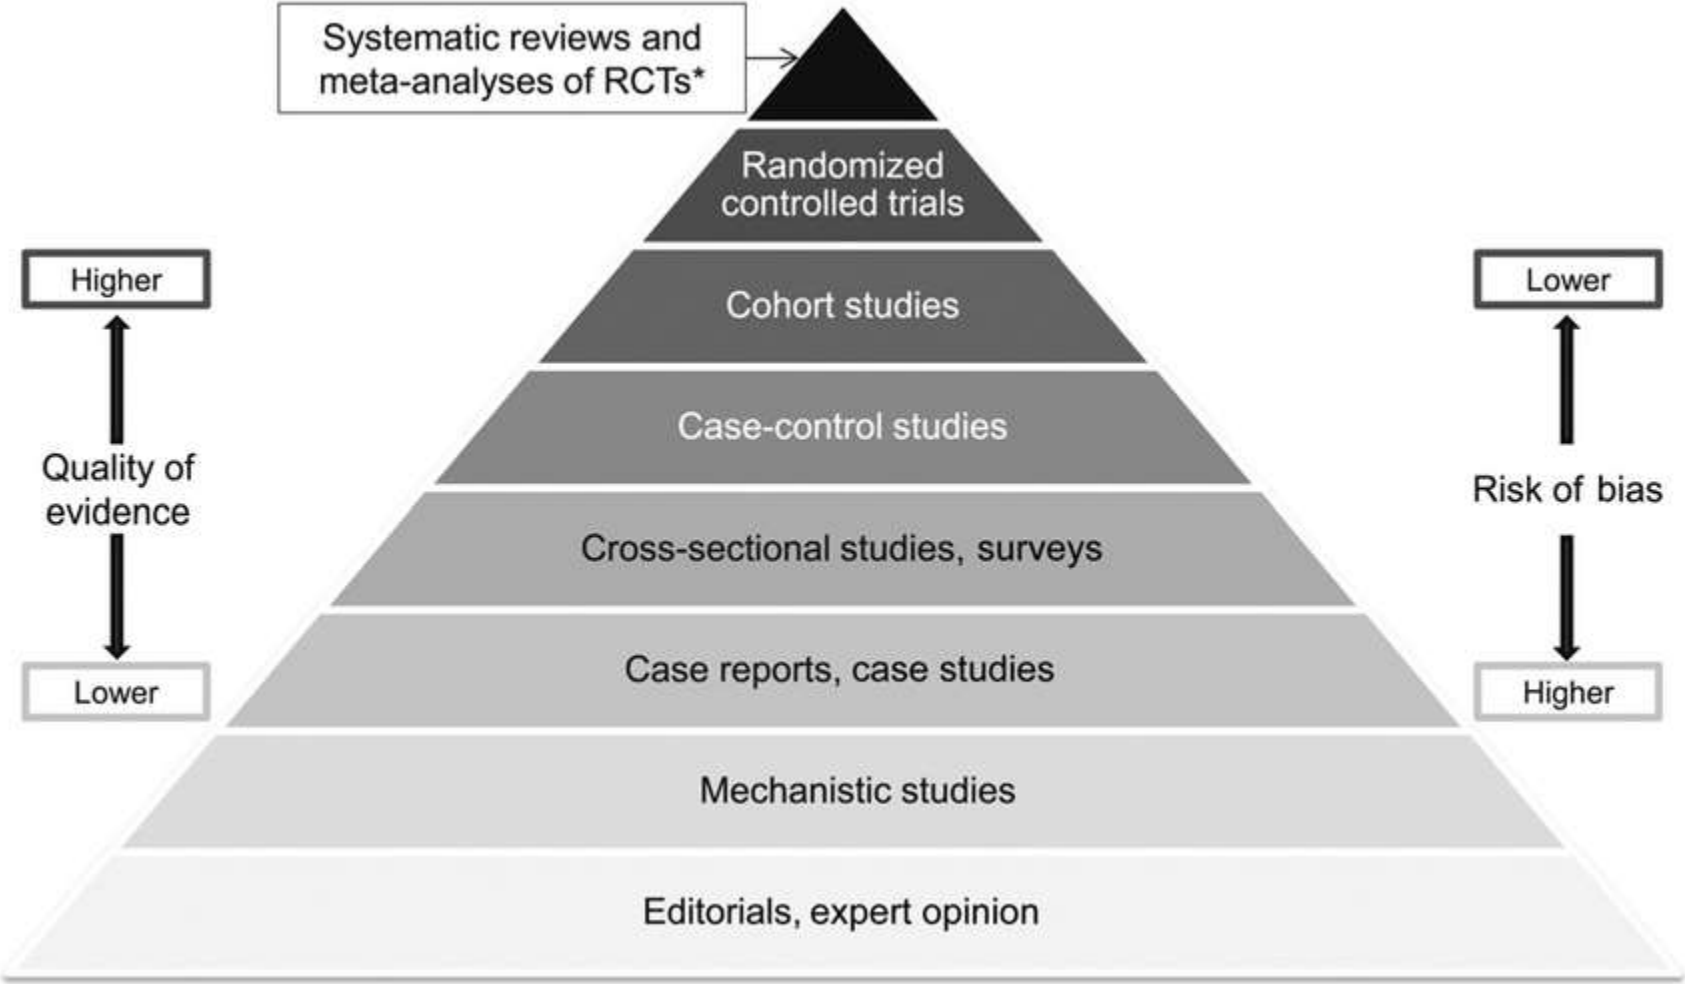 Systematic reviews and
meta-analyses of RCTs*
Randomized
controlled trials
Higher
Lower
Cohort studies
Case-control studies
Quality of
evidence
Risk of bias
Cross-sectional studies, surveys
Case reports, case studies
Lower
Higher
Mechanistic studies
Editorials, expert opinion